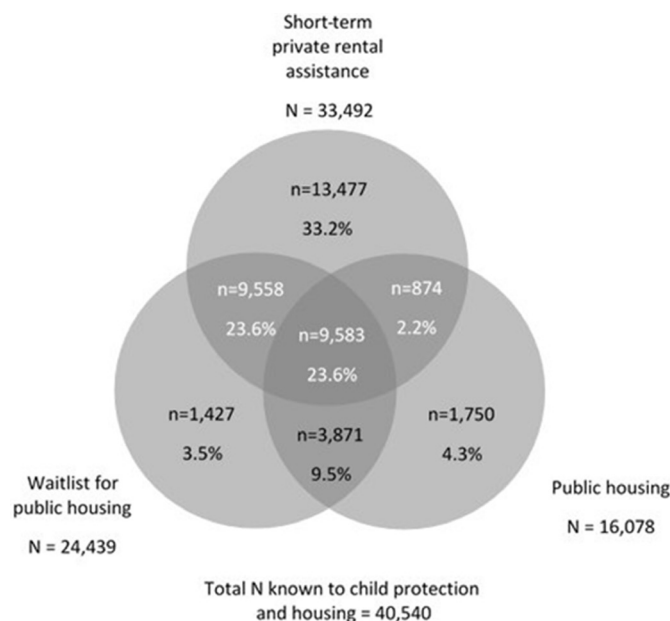 Short-term
private rental
assistance
N = 33,492
n=13,477
33.2%
n=9,558
23.6%
n=874
2.2%
n=9,583
23.6%
n=1,427
3.5%
n=3,871
9.5%
n=1,750
4.3%
Waitlist for
public housing
N = 24,439
Public housing
N = 16,078
Total N known to child protection
and housing = 40,540